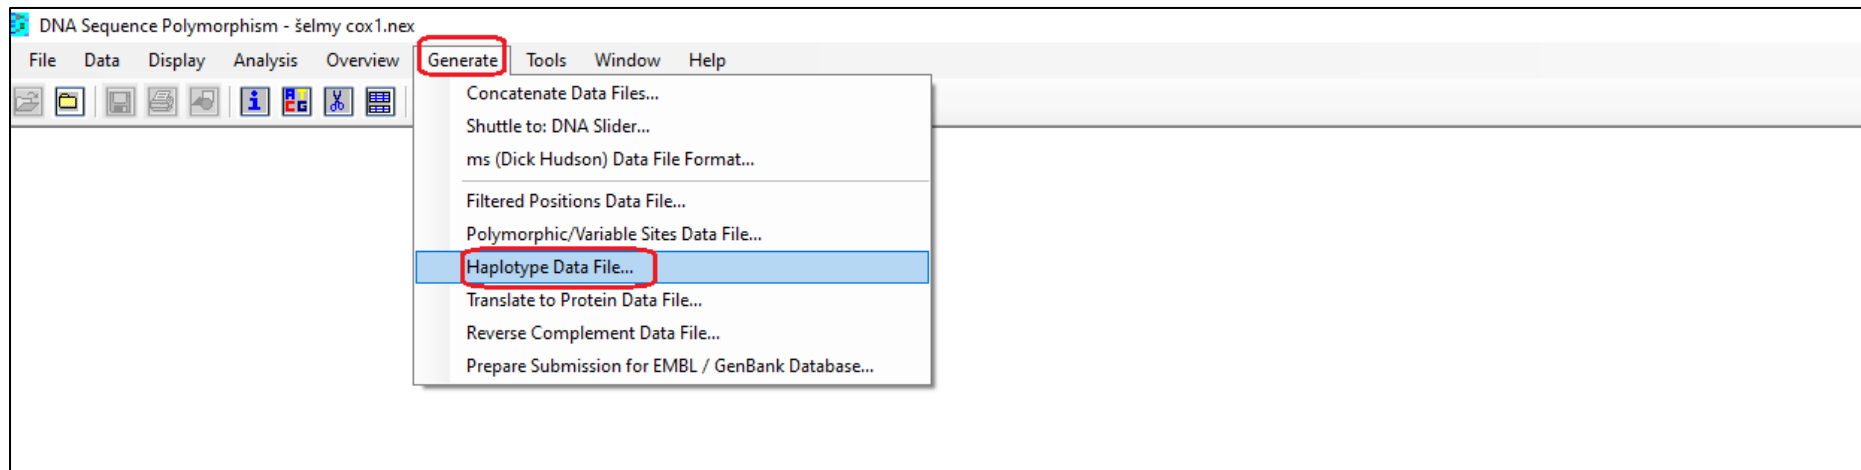 DNA Sequence Polymorphism - šelmy cox1.nex
File Data Display Analysis Overview Generate Tools Window Help
Concatenate Data Files...
Shuttle to: DNA Slider...
ms (Dick Hudson) Data File Format...
Filtered Positions Data File...
Polymorphic/Variable Sites Data File...
Haplotype Data File...
Translate to Protein Data File...
Reverse Complement Data File...
Prepare Submission for EMBL / GenBank Database...